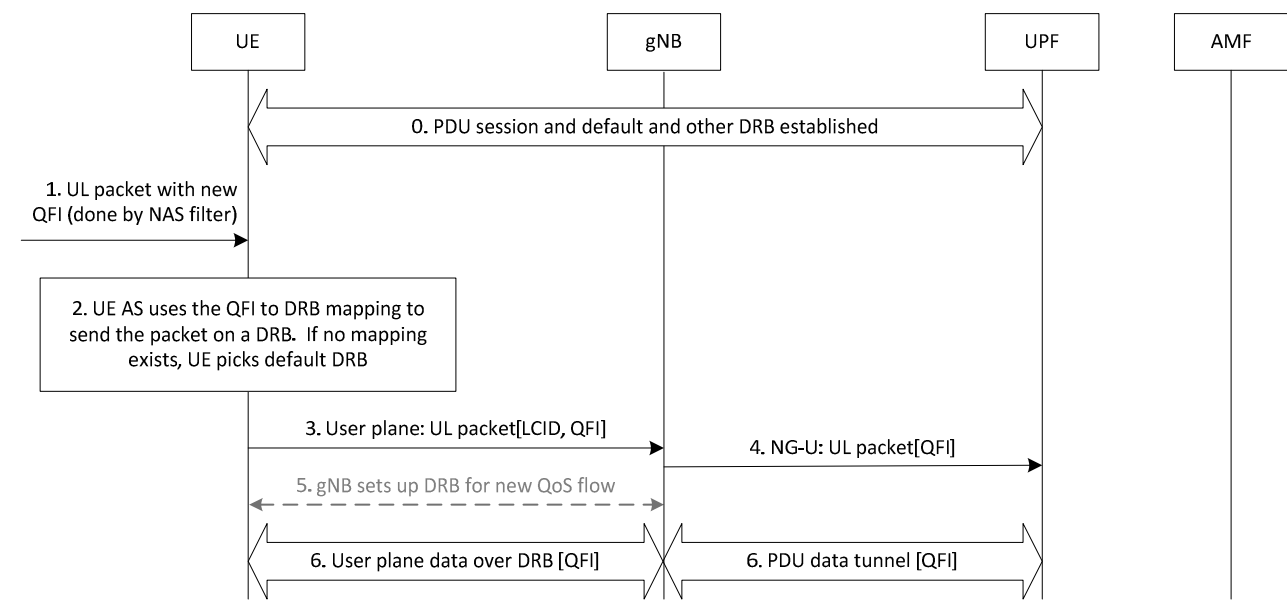 UE
gNB
UPF
AMF
0. PDU session and default and other DRB established
1. UL packet with new
QFI (done by NAS filter)
2. UE AS uses the QFI to DRB mapping to
send the packet on a DRB.  If no mapping
exists, UE picks default DRB
3. User plane: UL packet[LCID, QFI]
4. NG-U: UL packet[QFI]
5. gNB sets up DRB for new QoS flow
6. User plane data over DRB [QFI]
6. PDU data tunnel [QFI]